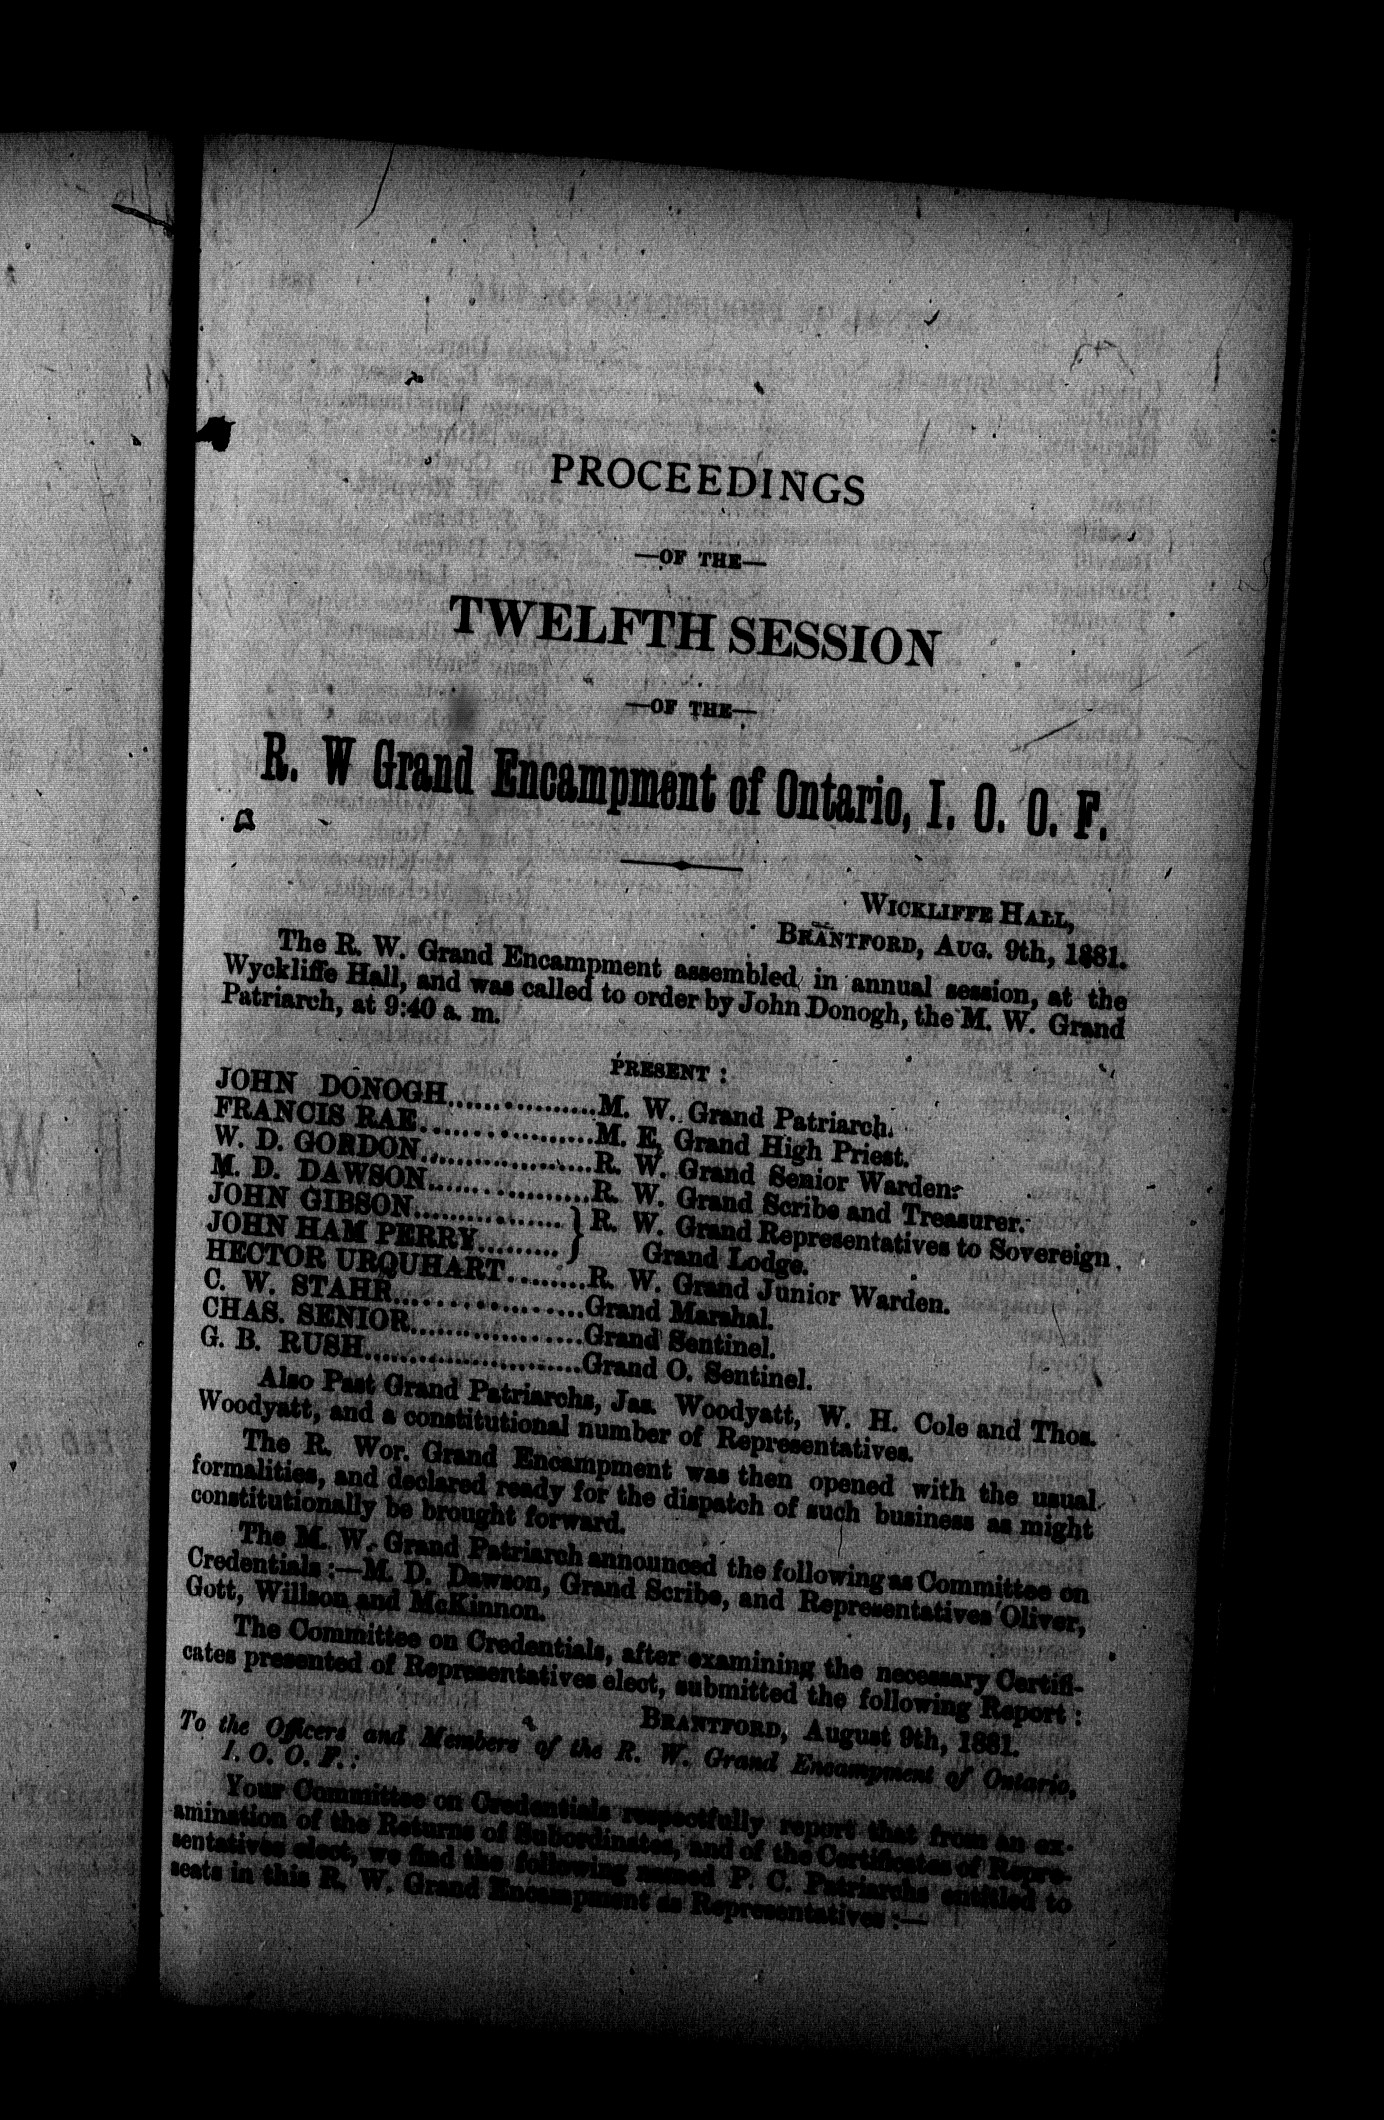 PROCEEDINGS
—OF THE—
TWELFTH SESSION
—OF THE—
R. W Grand Encampment of Ontario, I. O. O. F.
WICKLIFFE HALL,
BRANTFORD, AUG. 9th, 1881.
The R. W. Grand Encampment assembled in annual session, at the
Wyckliffe Hall, and was called to order by John Donogh, the M. W. Grand
Patriarch, at 9:40 a. m.
PRESENT :
JOHN DONOGH................M. W. Grand Patriarch.
FRANCIS RAE..................M. E. Grand High Priest.
W. D. GORDON..................R. W. Grand Senior Warden.
M. D. DAWSON.................R. W. Grand Scribe and Treasurer.
JOHN GIBSON................ } R. W. Grand Representatives to Sovereign
JOHN HAM PERRY......... } Grand Lodge.
HECTOR URQUHART........R. W. Grand Junior Warden.
C. W. STAHR...................Grand Marshal.
CHAS. SENIOR.................Grand Sentinel.
G. B. RUSH......................Grand O. Sentinel.
Also Past Grand Patriarchs, Jas. Woodyatt, W. H. Cole and Thos.
Woodyatt, and a constitutional number of Representatives.
The R. Wor. Grand Encampment was then opened with the usual
formalities, and declared ready for the dispatch of such business as might
constitutionally be brought forward.
The M. W. Grand Patriarch announced the following as Committee on
Credentials :—M. D. Dawson, Grand Scribe, and Representatives Oliver,
Gott, Willson and McKinnon.
The Committee on Credentials, after examining the necessary Certifi-
cates presented of Representatives elect, submitted the following Report :
BRANTFORD, August 9th, 1881.
To the Officers and Members of the R. W. Grand Encampment of Ontario,
I. O. O. F. :
Your Committee on Credentials respectfully report that from an ex-
amination of the Returns of Subordinates, and of the Certificates of Repre-
sentatives elect, we find the following named P. C. Patriarchs entitled to
seats in this R. W. Grand Encampment as Representatives :—